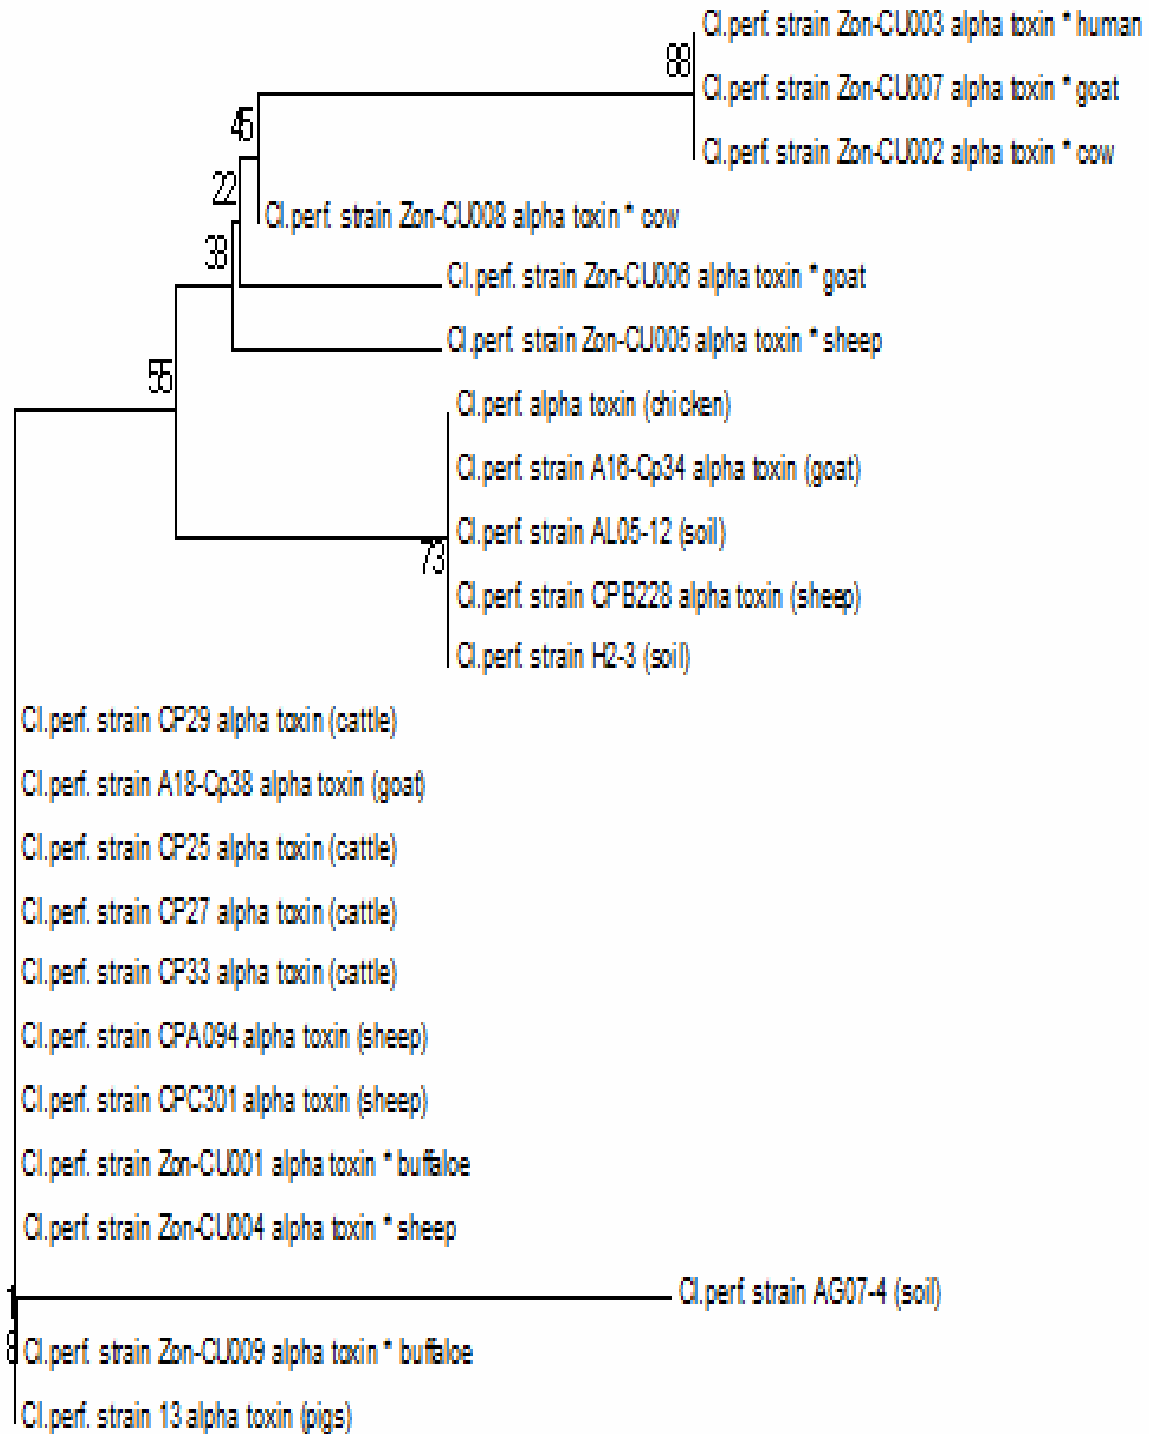 Cl.perf. strain Zon-CU003 alpha toxin * human
88
Cl.perf. strain Zon-CU007 alpha toxin * goat
45
Cl.perf. strain Zon-CU002 alpha toxin * cow
22
Cl.perf. strain Zon-CU008 alpha toxin * cow
38
Cl.perf. strain Zon-CU006 alpha toxin * goat
Cl.perf. strain Zon-CU005 alpha toxin * sheep
55
Cl.perf. alpha toxin (chicken)
Cl.perf. strain A16-Cp34 alpha toxin (goat)
Cl.perf. strain AL05-12 (soil)
73
Cl.perf. strain CPB228 alpha toxin (sheep)
Cl.perf. strain H2-3 (soil)
Cl.perf. strain CP29 alpha toxin (cattle)
Cl.perf. strain A18-Cp38 alpha toxin (goat)
Cl.perf. strain CP25 alpha toxin (cattle)
Cl.perf. strain CP27 alpha toxin (cattle)
Cl.perf. strain CP33 alpha toxin (cattle)
Cl.perf. strain CPA094 alpha toxin (sheep)
Cl.perf. strain CPC301 alpha toxin (sheep)
Cl.perf. strain Zon-CU001 alpha toxin * buffaloe
Cl.perf. strain Zon-CU004 alpha toxin * sheep
1
Cl.perf. strain AG07-4 (soil)
8
Cl.perf. strain Zon-CU009 alpha toxin * buffaloe
Cl.perf. strain 13 alpha toxin (pigs)